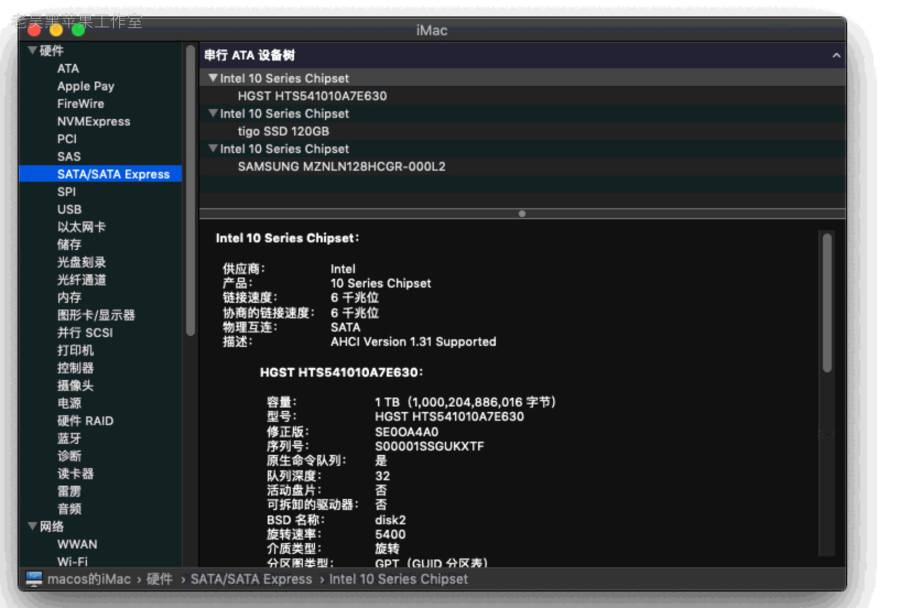 老吴黑苹果工作室
iMac
硬件
ATA
Apple Pay
FireWire
NVMExpress
PCI
SAS
SATA/SATA Express
SPI
USB
以太网卡
储存
光盘刻录
光纤通道
内存
图形卡/显示器
并行 SCSI
打印机
控制器
摄像头
电源
硬件 RAID
蓝牙
诊断
读卡器
雷雳
音频
网络
WWAN
Wi-Fi
串行 ATA 设备树
Intel 10 Series Chipset
HGST HTS541010A7E630
Intel 10 Series Chipset
tigo SSD 120GB
Intel 10 Series Chipset
SAMSUNG MZNLN128HCGR-000L2
Intel 10 Series Chipset:
供应商: Intel
产品: 10 Series Chipset
链接速度: 6 千兆位
协商的链接速度: 6 千兆位
物理互连: SATA
描述: AHCI Version 1.31 Supported
HGST HTS541010A7E630:
容量: 1 TB（1,000,204,886,016 字节）
型号: HGST HTS541010A7E630
修正版: SE0OA4A0
序列号: S00001SSGUKXTF
原生命令队列: 是
队列深度: 32
活动盘片: 否
可拆卸的驱动器: 否
BSD 名称: disk2
旋转速率: 5400
介质类型: 旋转
分区图类型: GPT（GUID 分区表）
macos的iMac › 硬件 › SATA/SATA Express › Intel 10 Series Chipset